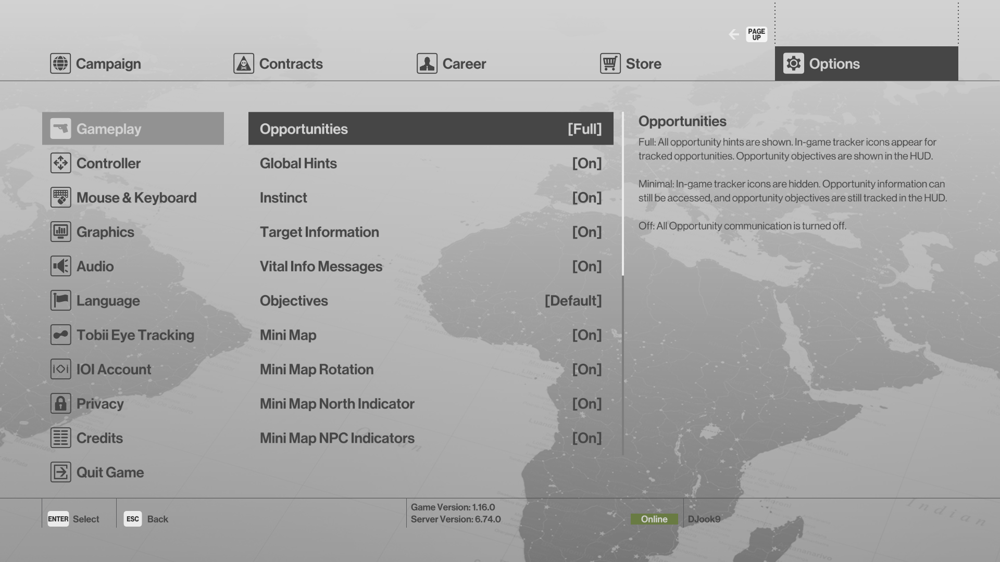 PAGE
UP
Campaign
Contracts
Career
Store
Options
Gameplay
Controller
Mouse & Keyboard
Graphics
Audio
Language
Tobii Eye Tracking
IOI Account
Privacy
Credits
Quit Game
Opportunities [Full]
Global Hints [On]
Instinct [On]
Target Information [On]
Vital Info Messages [On]
Objectives [Default]
Mini Map [On]
Mini Map Rotation [On]
Mini Map North Indicator [On]
Mini Map NPC Indicators [On]
Opportunities
Full: All opportunity hints are shown. In-game tracker icons appear for
tracked opportunities. Opportunity objectives are shown in the HUD.
Minimal: In-game tracker icons are hidden. Opportunity information can
still be accessed, and opportunity objectives are still tracked in the HUD.
Off: All Opportunity communication is turned off.
Luanda
Mogadishu
Montevideo
Indian
ENTER Select
ESC Back
Game Version: 1.16.0
Server Version: 6.74.0
Online
DJook9